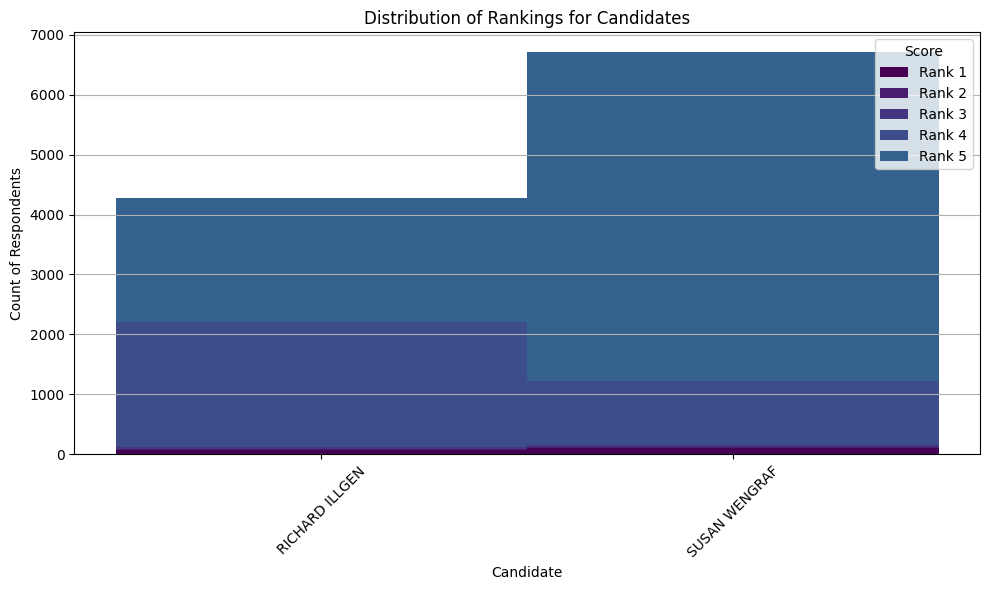 Distribution of Rankings for Candidates
Count of Respondents
7000
6000
5000
4000
3000
2000
1000
0
Score
Rank 1
Rank 2
Rank 3
Rank 4
Rank 5
RICHARD ILLGEN
SUSAN WENGRAF
Candidate